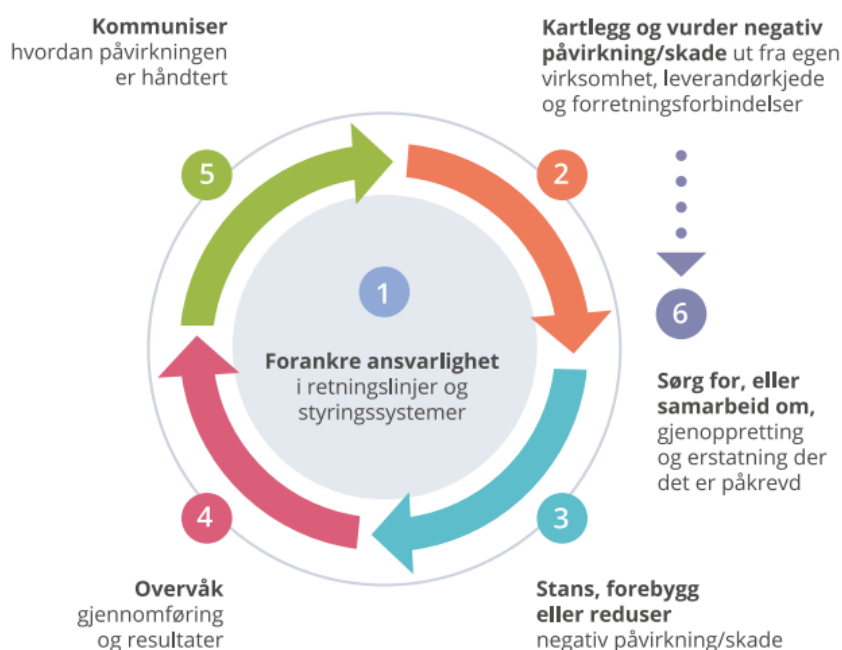 Kommuniser
hvordan påvirkningen
er håndtert
Kartlegg og vurder negativ
påvirkning/skade ut fra egen
virksomhet, leverandørkjede
og forretningsforbindelser
5
2
1
Forankre ansvarlighet
i retningslinjer og
styringssystemer
6
Sørg for, eller
samarbeid om,
gjenoppretting
og erstatning der
det er påkrevd
4
3
Overvåk
gjennomføring
og resultater
Stans, forebygg
eller reduser
negativ påvirkning/skade